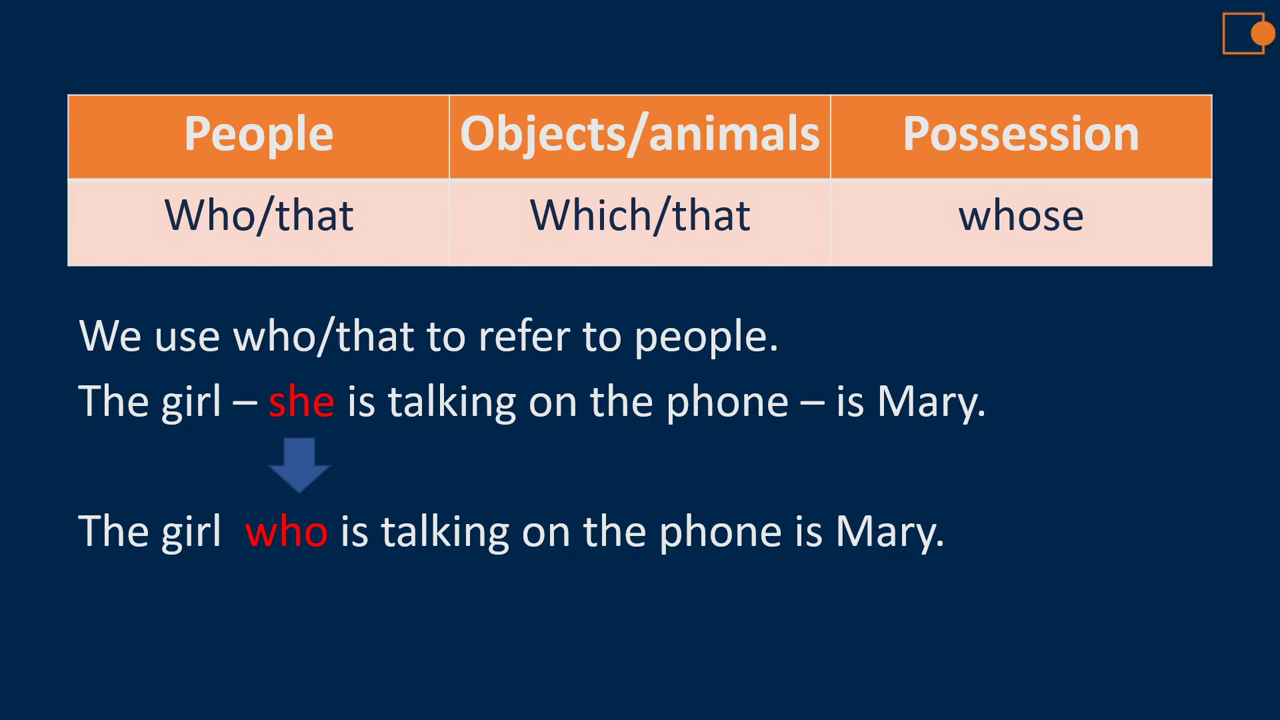 People Objects/animals Possession
Who/that Which/that whose
We use who/that to refer to people.
The girl – she is talking on the phone – is Mary.
The girl who is talking on the phone is Mary.